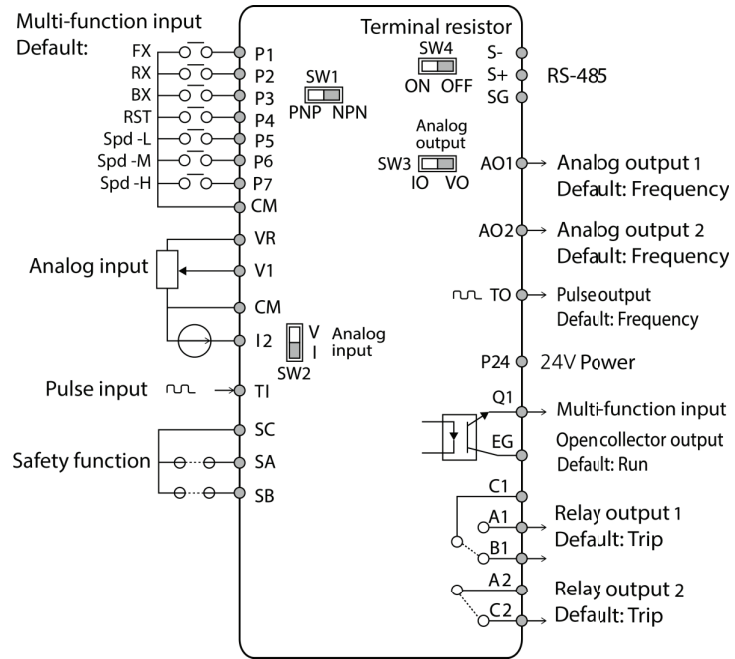 Multi-function input
Default:
FX
P1
RX
P2
BX
P3
RST
P4
Spd -L
P5
Spd -M
P6
Spd -H
P7
CM
SW1
PNP NPN
Terminal resistor
SW4
ON OFF
S-
S+
SG
RS-485
Analog
output
SW3
IO VO
AO1
Analog output 1
Default: Frequency
AO2
Analog output 2
Default: Frequency
TO
Pulse output
Default: Frequency
P24
24V Power
Q1
Multi-function input
EG
Open collector output
Default: Run
C1
A1
B1
Relay output 1
Default: Trip
A2
C2
Relay output 2
Default: Trip
VR
Analog input
V1
CM
I2
V
I
Analog
input
SW2
Pulse input
TI
SC
Safety function
SA
SB